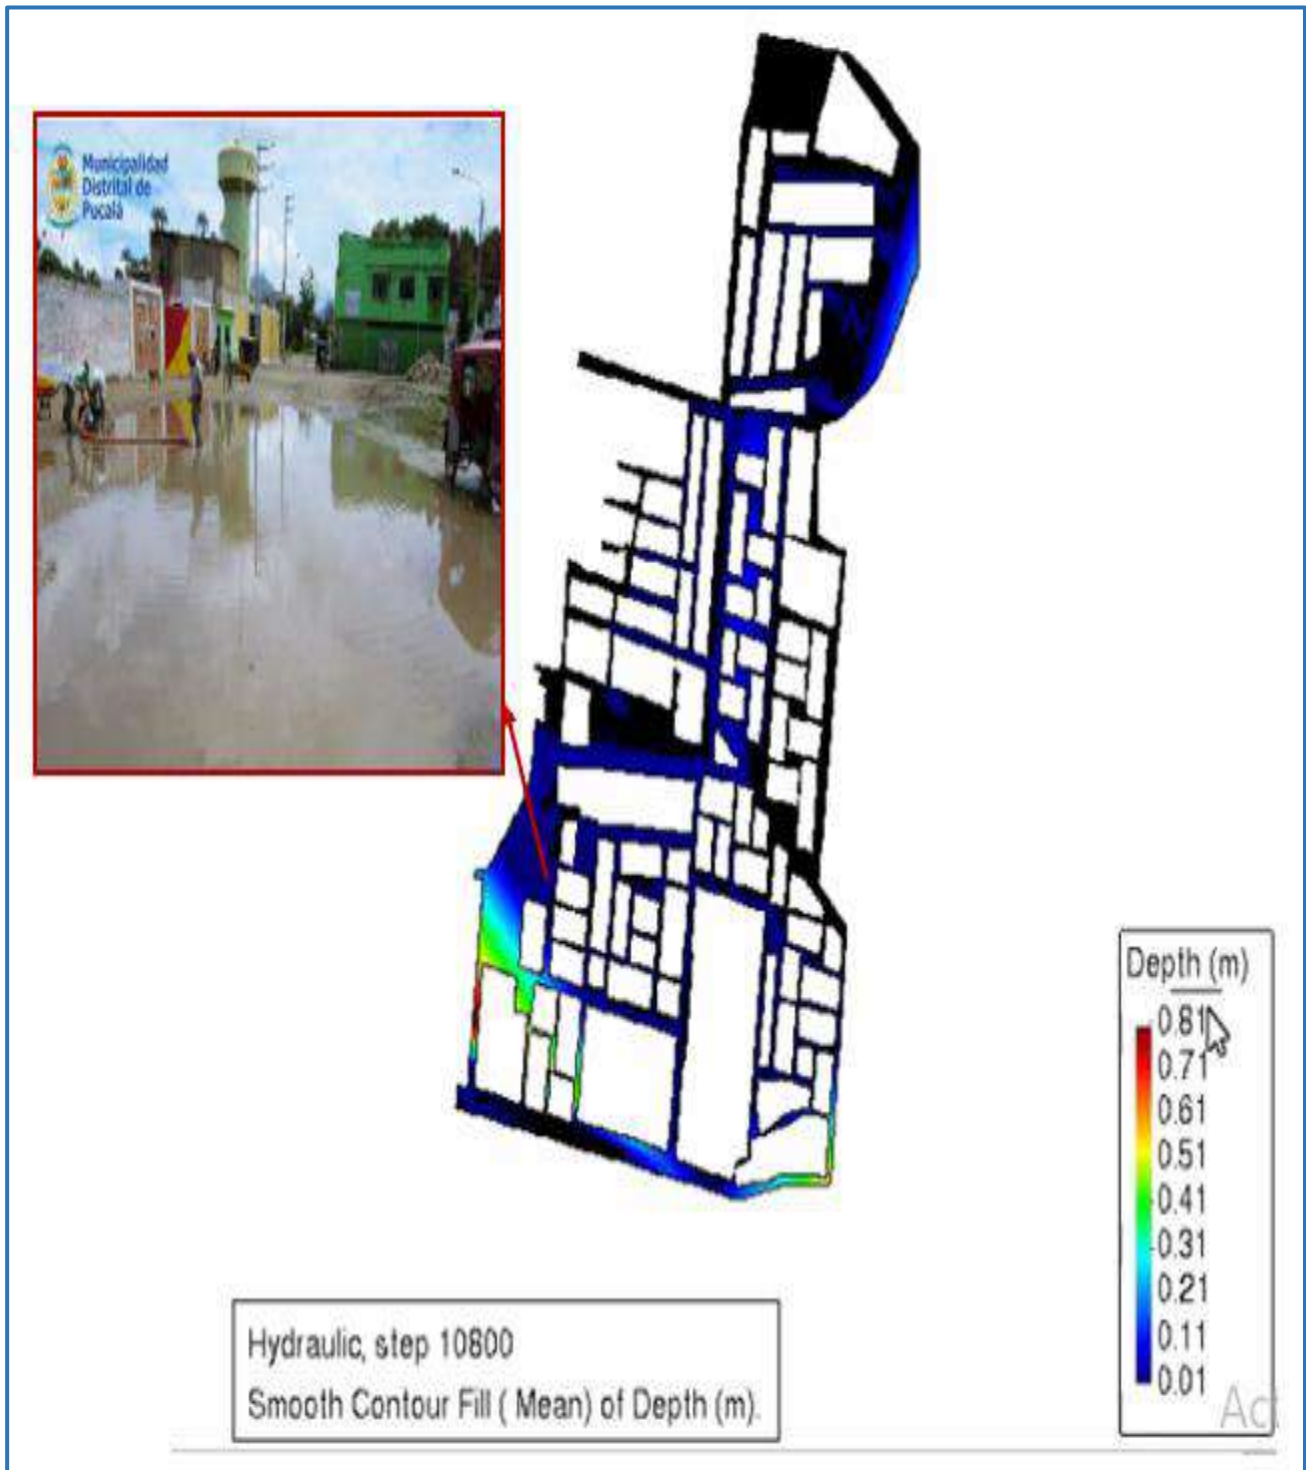 Municipalidad
Distrital de
Pucalá
Depth (m)
0.81
0.71
0.61
0.51
0.41
0.31
0.21
0.11
0.01
Ac
Hydraulic, step 10800
Smooth Contour Fill ( Mean) of Depth (m).